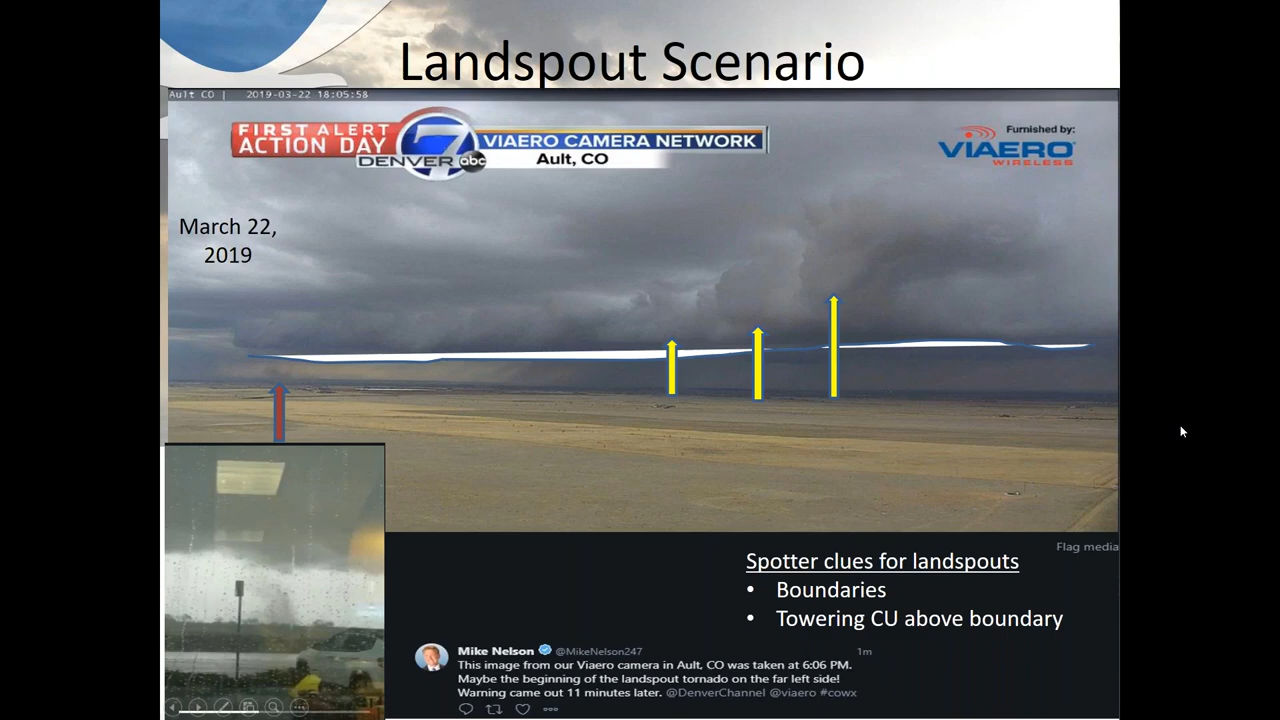 Landspout Scenario
Ault CO | 2019-03-22 18:05:58
FIRST ALERT
ACTION DAY
7
DENVER abc
VIAERO CAMERA NETWORK
Ault, CO
Furnished by:
VIAERO
WIRELESS
March 22,
2019
Flag media
Spotter clues for landspouts
• Boundaries
• Towering CU above boundary
Mike Nelson @MikeNelson247 1m
This image from our Viaero camera in Ault, CO was taken at 6:06 PM.
Maybe the beginning of the landspout tornado on the far left side!
Warning came out 11 minutes later. @DenverChannel @viaero #cowx